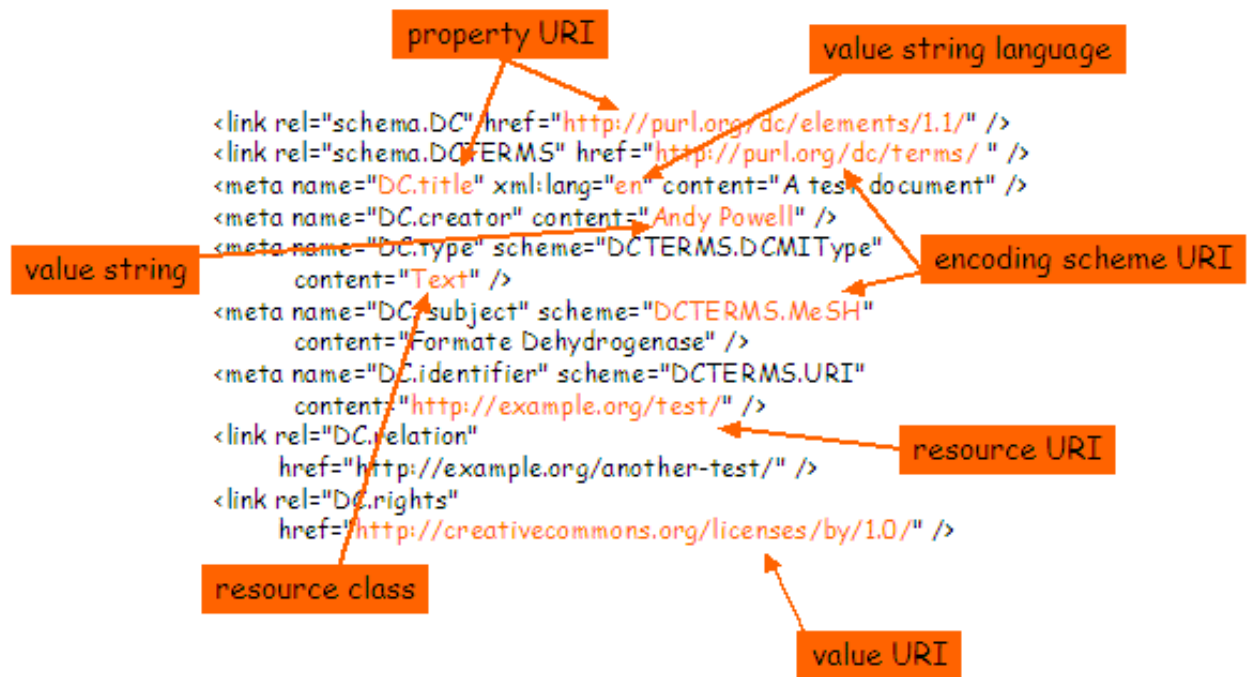 property URI
value string language
<link rel="schema.DC" href="http://purl.org/dc/elements/1.1/" />
<link rel="schema.DCTERMS" href="http://purl.org/dc/terms/ " />
<meta name="DC.title" xml:lang="en" content="A test document" />
<meta name="DC.creator" content="Andy Powell" />
<meta name="DC.type" scheme="DCTERMS.DCMIType"
value string
encoding scheme URI
content="Text" />
<meta name="DC.subject" scheme="DCTERMS.MeSH"
content="Formate Dehydrogenase" />
<meta name="DC.identifier" scheme="DCTERMS.URI"
content="http://example.org/test/" />
<link rel="DC.relation"
resource URI
href="http://example.org/another-test/" />
<link rel="DC.rights"
href="http://creativecommons.org/licenses/by/1.0/" />
resource class
value URI